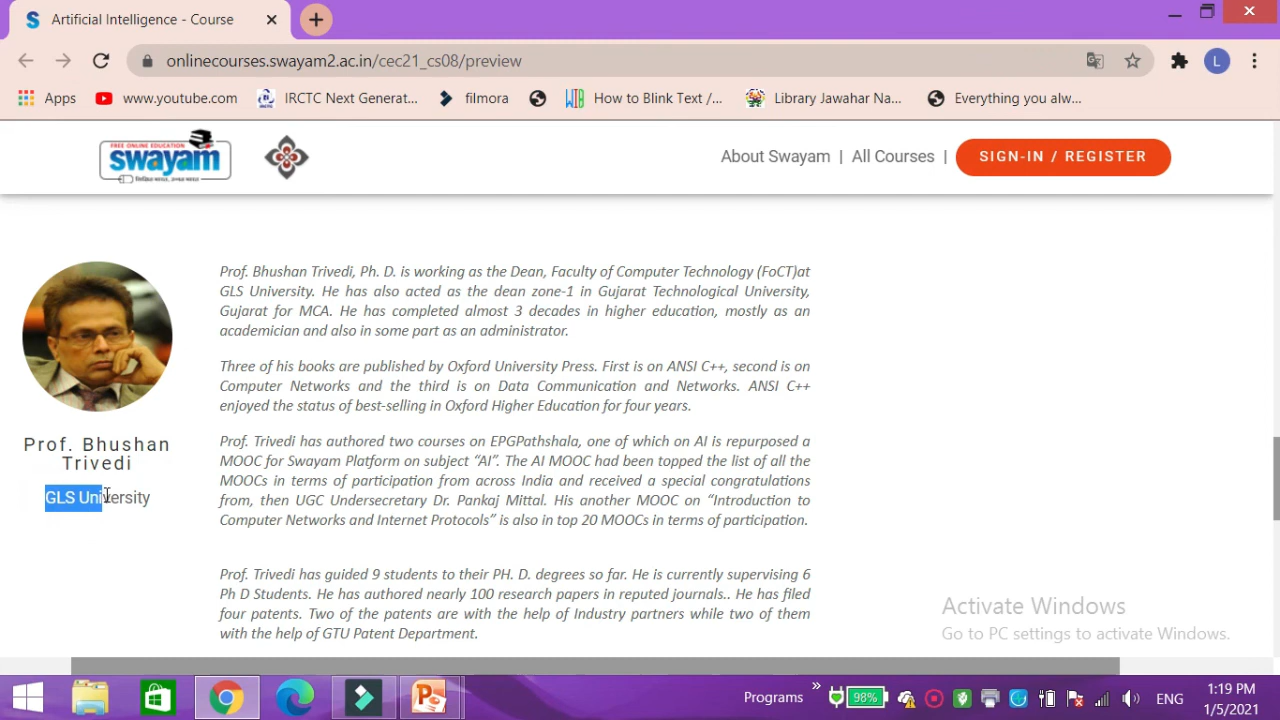 Artificial Intelligence - Course
onlinecourses.swayam2.ac.in/cec21_cs08/preview
L
Apps
www.youtube.com
IRCTC Next Generat...
filmora
How to Blink Text /...
Library Jawahar Na...
Everything you alw...
FREE ONLINE EDUCATION
swayam
शिक्षित भारत, उन्नत भारत
About Swayam | All Courses |
SIGN-IN / REGISTER
Prof. Bhushan
Trivedi
GLS University
Prof. Bhushan Trivedi, Ph. D. is working as the Dean, Faculty of Computer Technology (FoCT)at
GLS University. He has also acted as the dean zone-1 in Gujarat Technological University,
Gujarat for MCA. He has completed almost 3 decades in higher education, mostly as an
academician and also in some part as an administrator.
Three of his books are published by Oxford University Press. First is on ANSI C++, second is on
Computer Networks and the third is on Data Communication and Networks. ANSI C++
enjoyed the status of best-selling in Oxford Higher Education for four years.
Prof. Trivedi has authored two courses on EPGPathshala, one of which on AI is repurposed a
MOOC for Swayam Platform on subject “AI”. The AI MOOC had been topped the list of all the
MOOCs in terms of participation from across India and received a special congratulations
from, then UGC Undersecretary Dr. Pankaj Mittal. His another MOOC on “Introduction to
Computer Networks and Internet Protocols” is also in top 20 MOOCs in terms of participation.
Prof. Trivedi has guided 9 students to their PH. D. degrees so far. He is currently supervising 6
Ph D Students. He has authored nearly 100 research papers in reputed journals.. He has filed
four patents. Two of the patents are with the help of Industry partners while two of them
with the help of GTU Patent Department.
Activate Windows
Go to PC settings to activate Windows.
Programs
98%
ENG
1:19 PM
1/5/2021